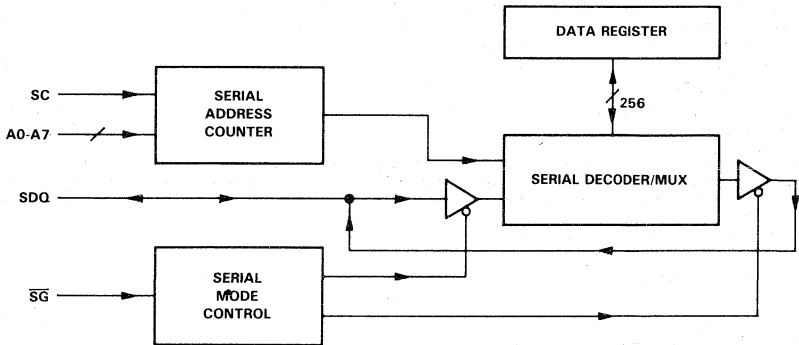 DATA REGISTER
256
SC
A0-A7
SERIAL
ADDRESS
COUNTER
SERIAL DECODER/MUX
SDQ
SG
SERIAL
MODE
CONTROL